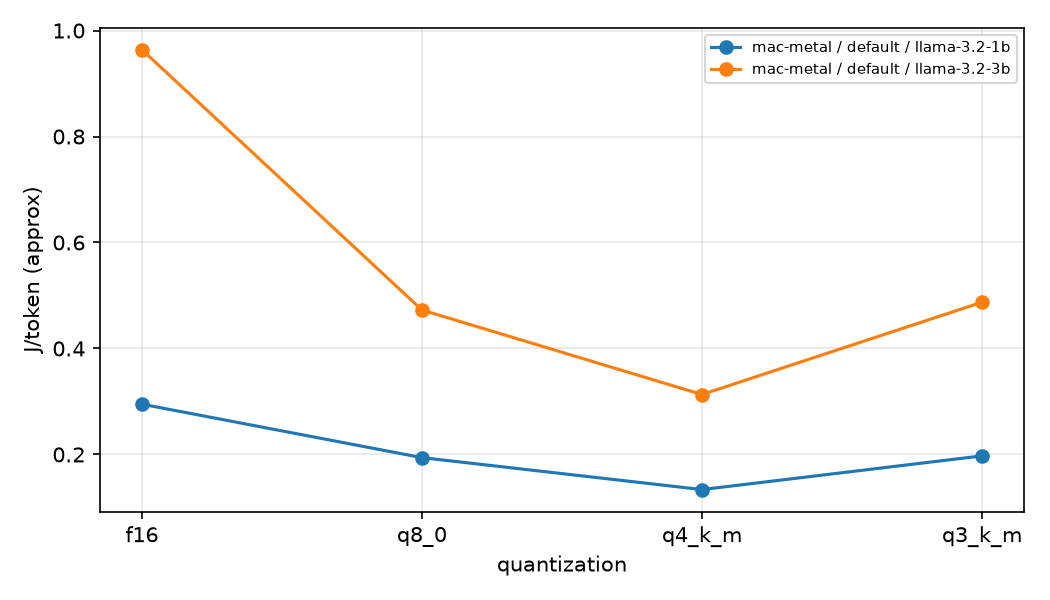 1.0
0.8
0.6
0.4
0.2
J/token (approx)
mac-metal / default / llama-3.2-1b
mac-metal / default / llama-3.2-3b
f16 q8_0 q4_k_m q3_k_m
quantization